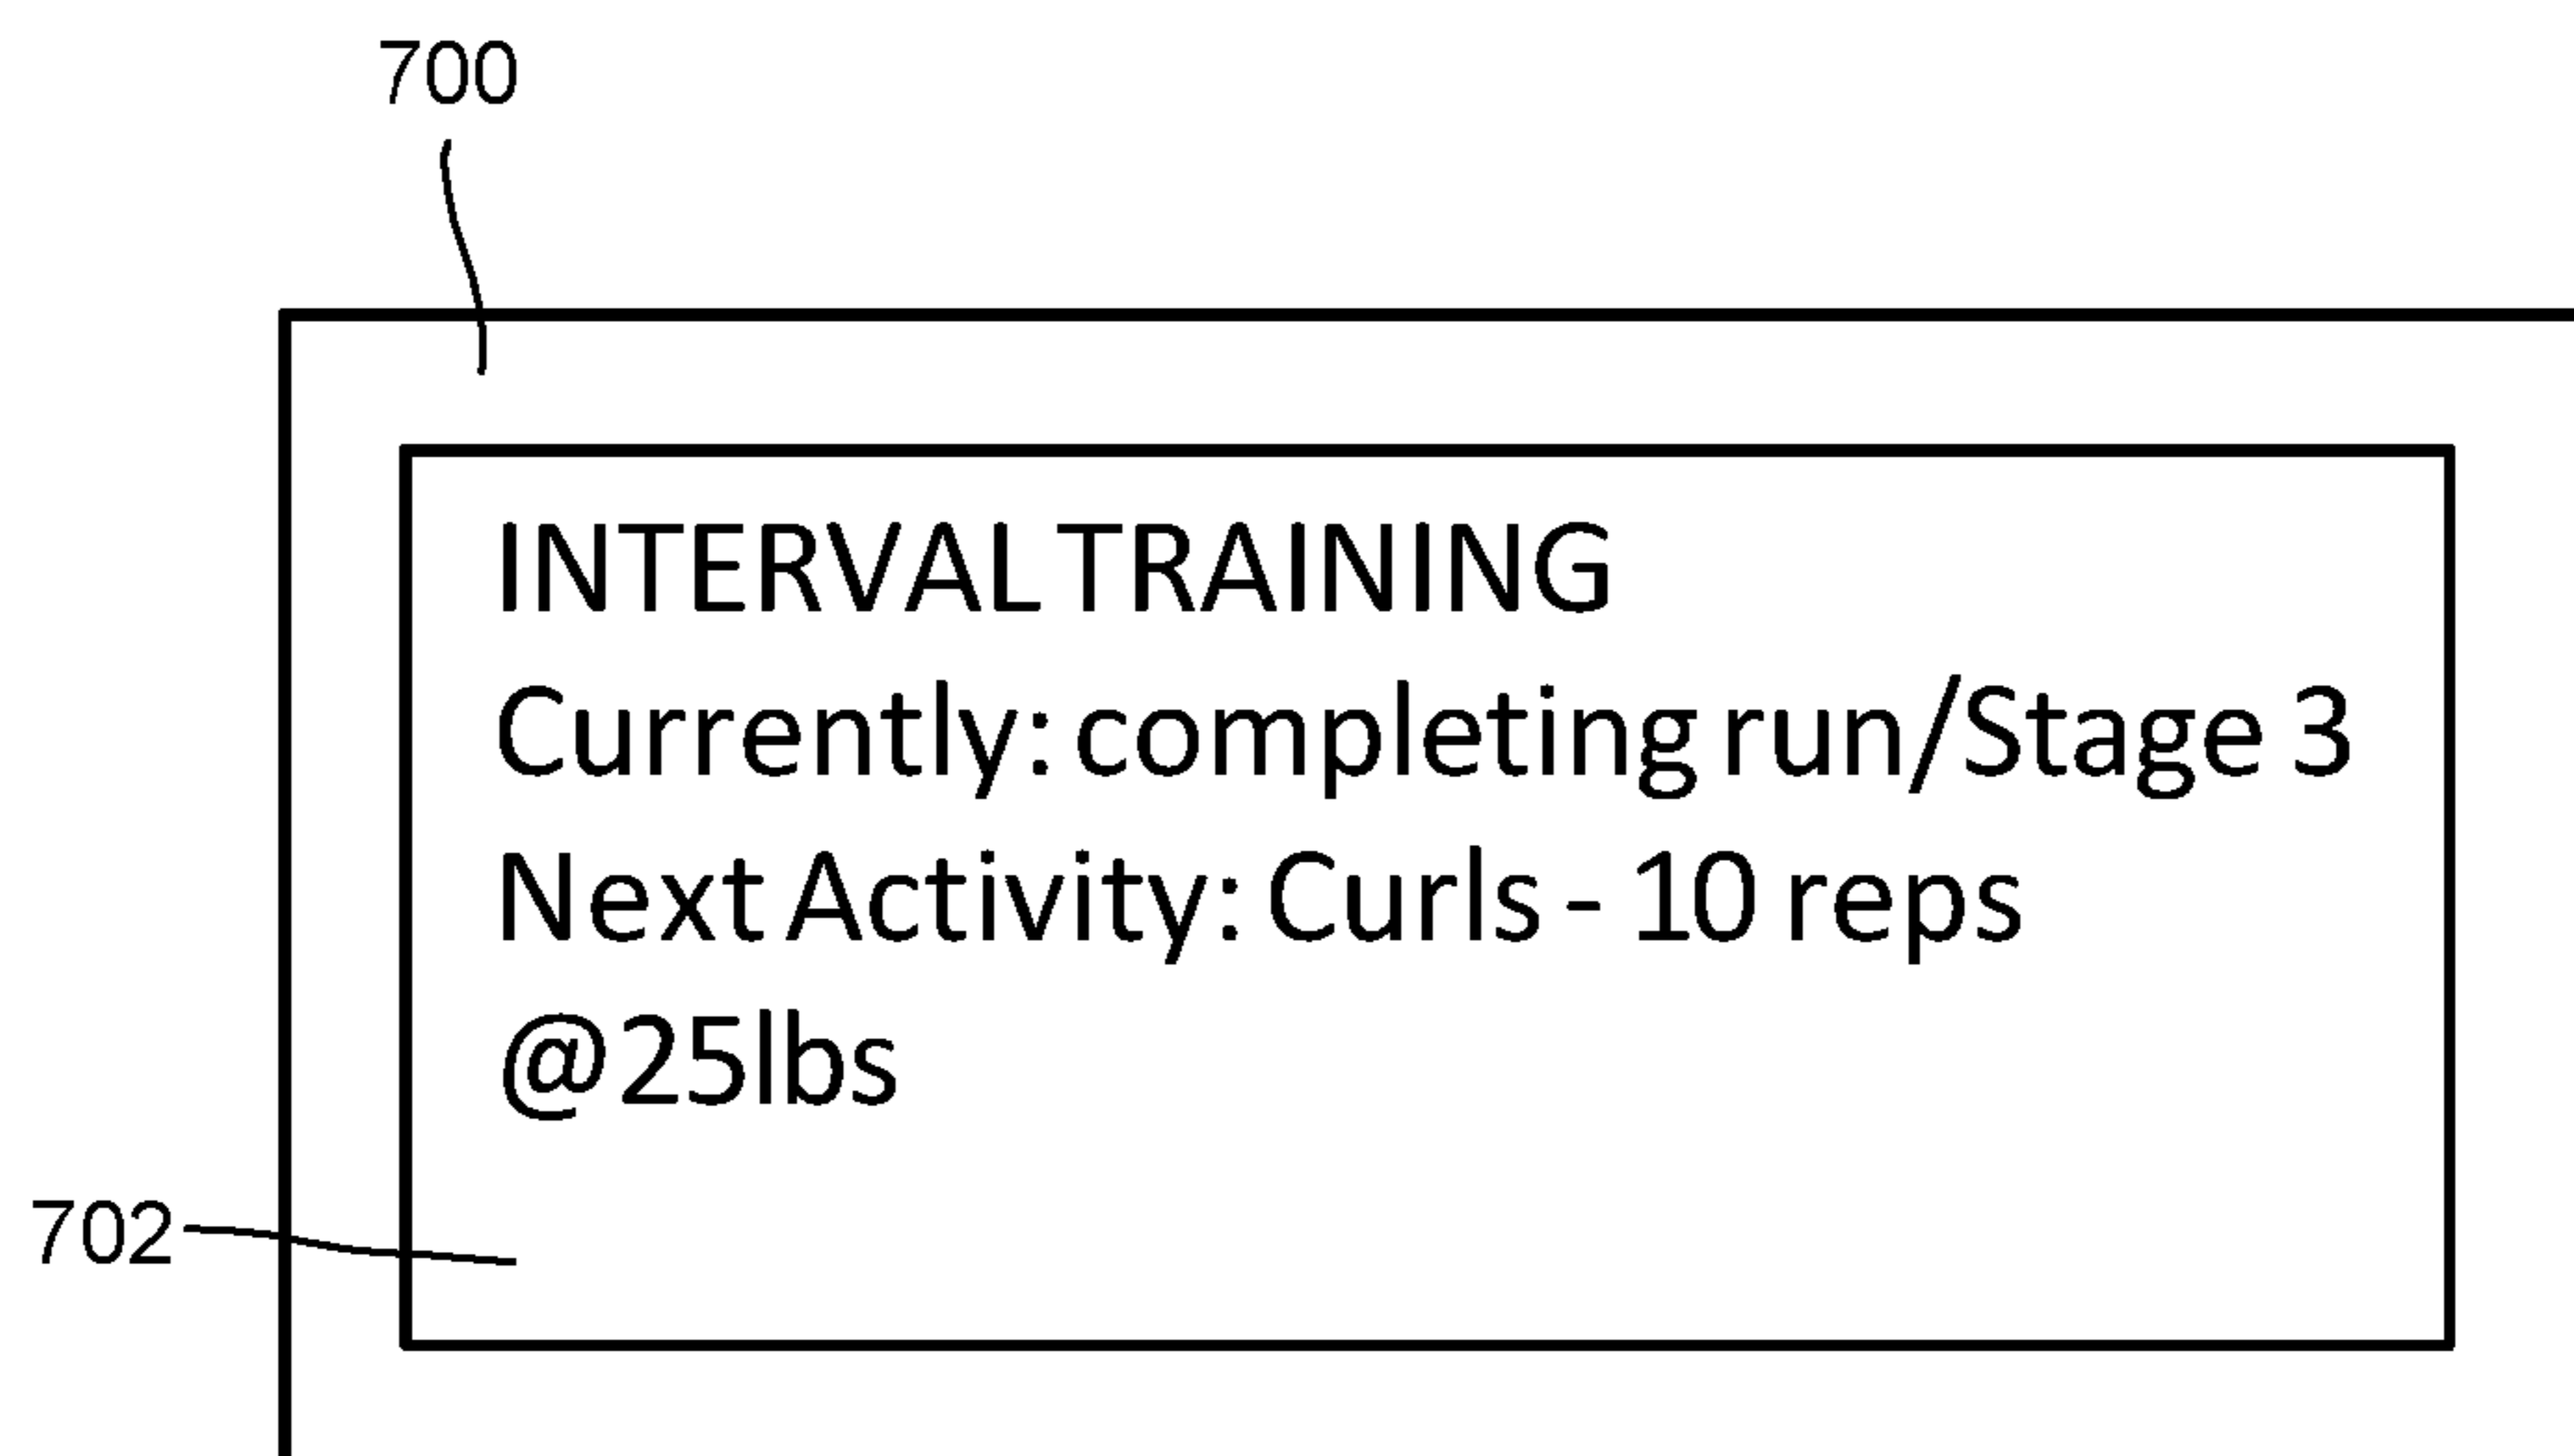 700
INTERVAL TRAINING
Currently: completing run/Stage 3
Next Activity: Curls - 10 reps
@25lbs
702